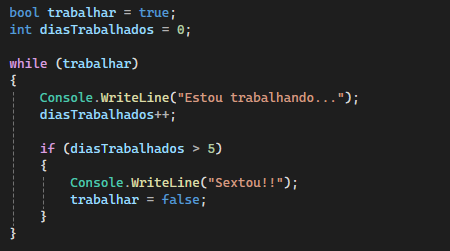 bool trabalhar = true;
int diasTrabalhados = 0;
while (trabalhar)
{
Console.WriteLine("Estou trabalhando...");
diasTrabalhados++;
if (diasTrabalhados > 5)
{
Console.WriteLine("Sextou!!");
trabalhar = false;
}
}